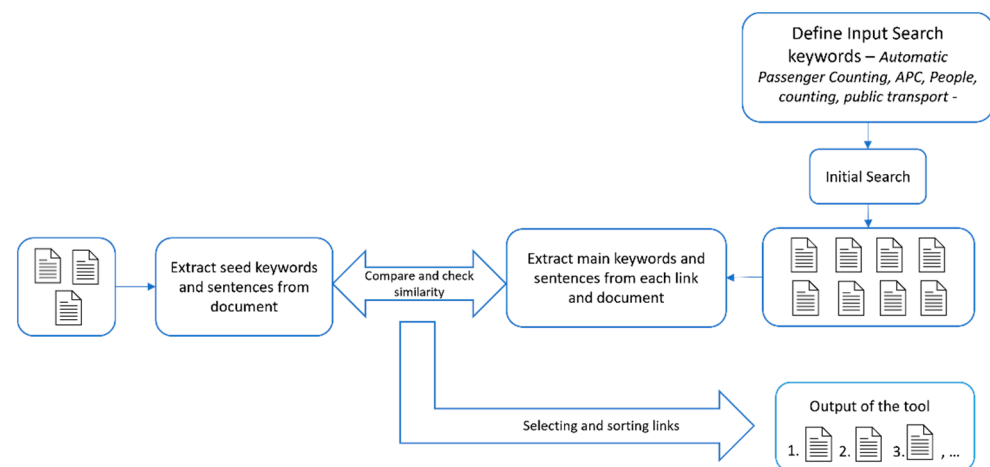 Define Input Search
keywords – Automatic
Passenger Counting, APC, People,
counting, public transport -
Initial Search
Extract seed keywords
and sentences from
document
Compare and check
similarity
Extract main keywords and
sentences from each link
and document
Selecting and sorting links
Output of the tool
1. 2. 3. , ...